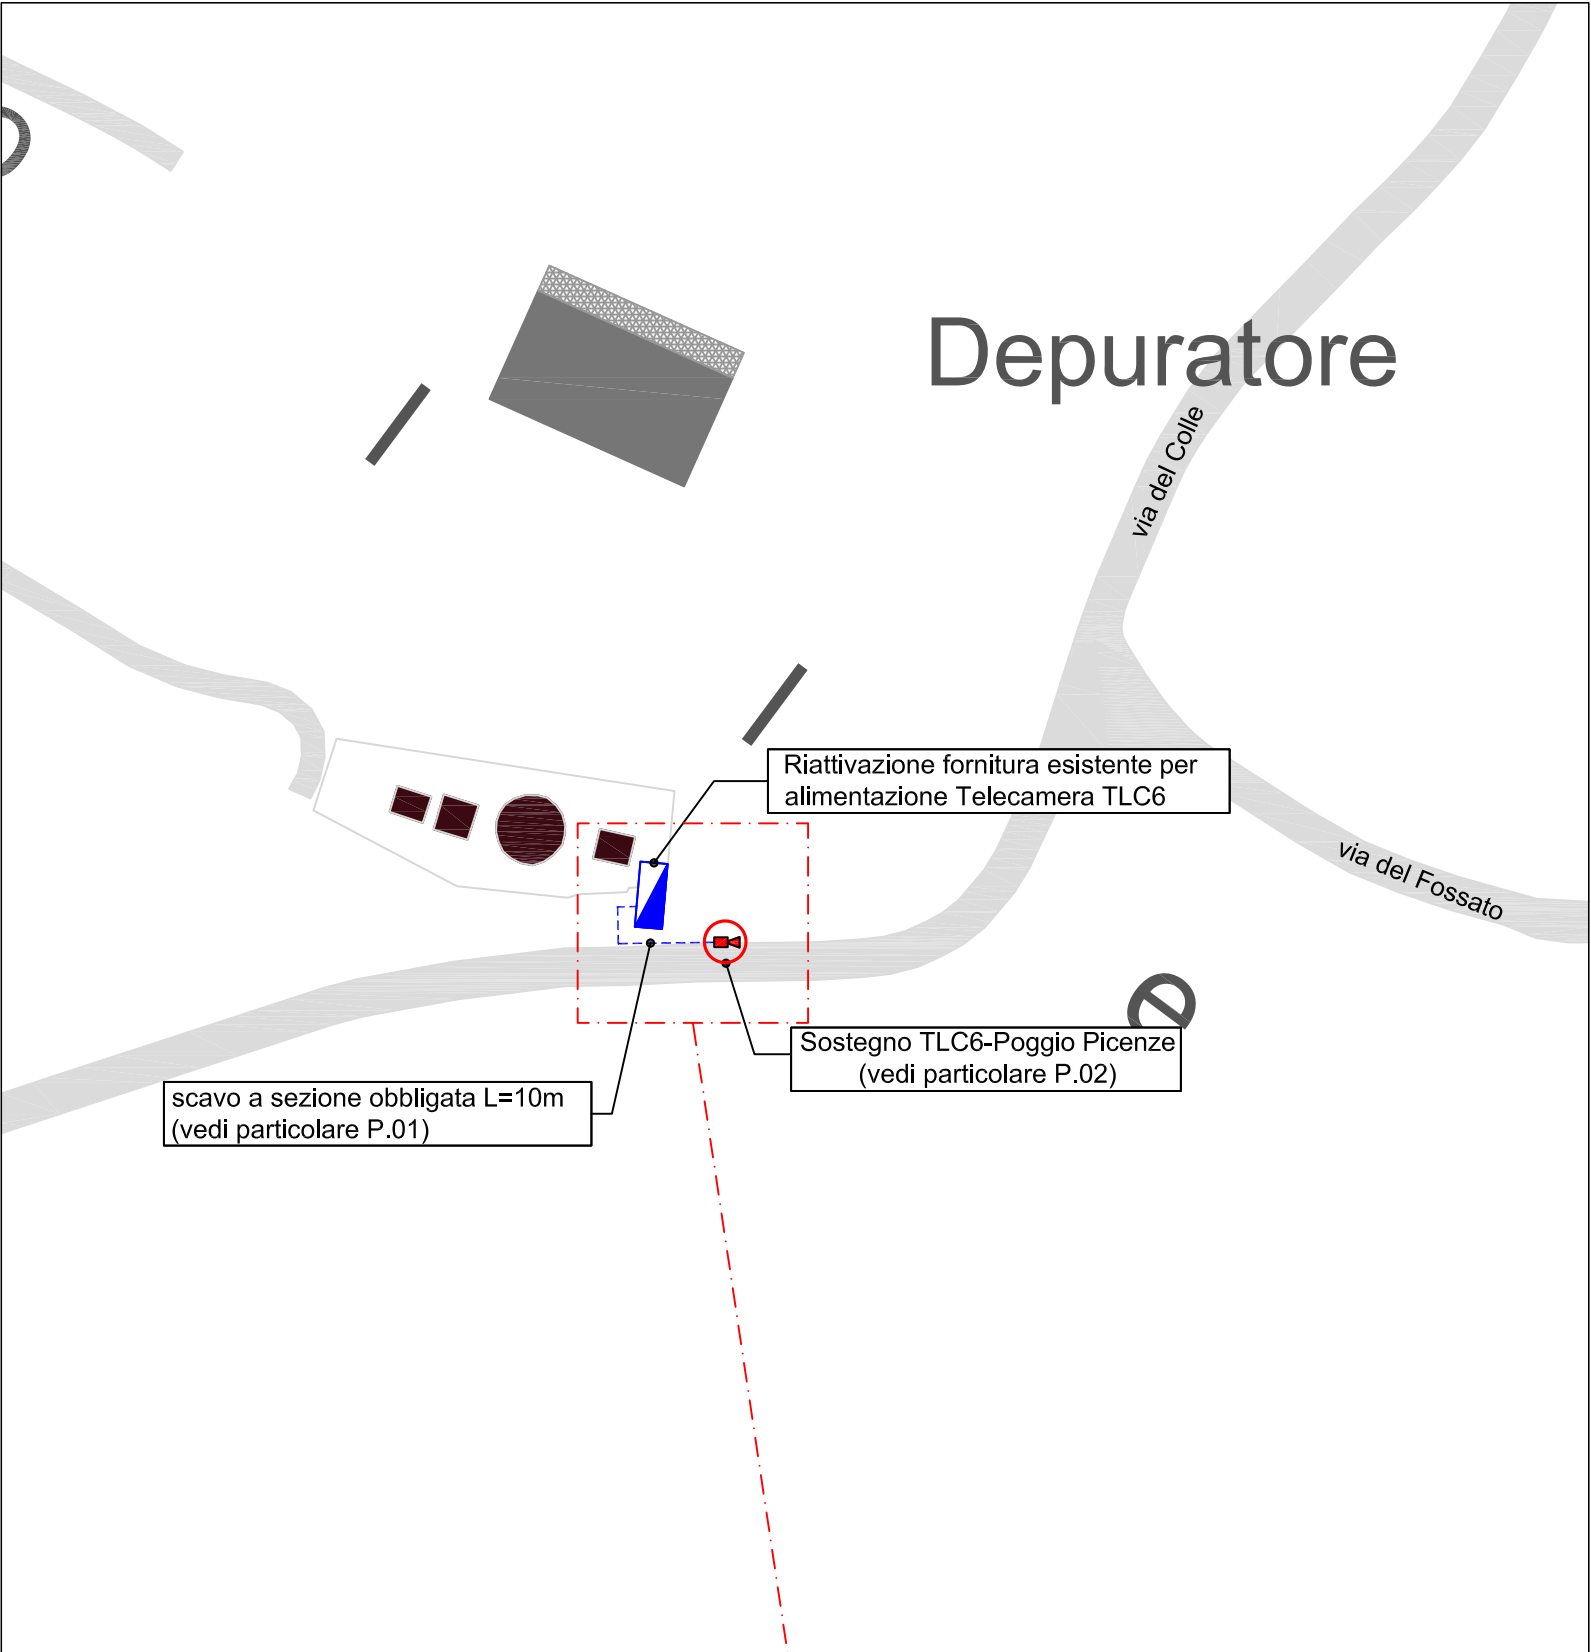 Depuratore
via del Colle
Riattivazione fornitura esistente per
alimentazione Telecamera TLC6
via del Fossato
e
Sostegno TLC6-Poggio Picenze
(vedi particolare P.02)
scavo a sezione obbligata L=10m
(vedi particolare P.01)